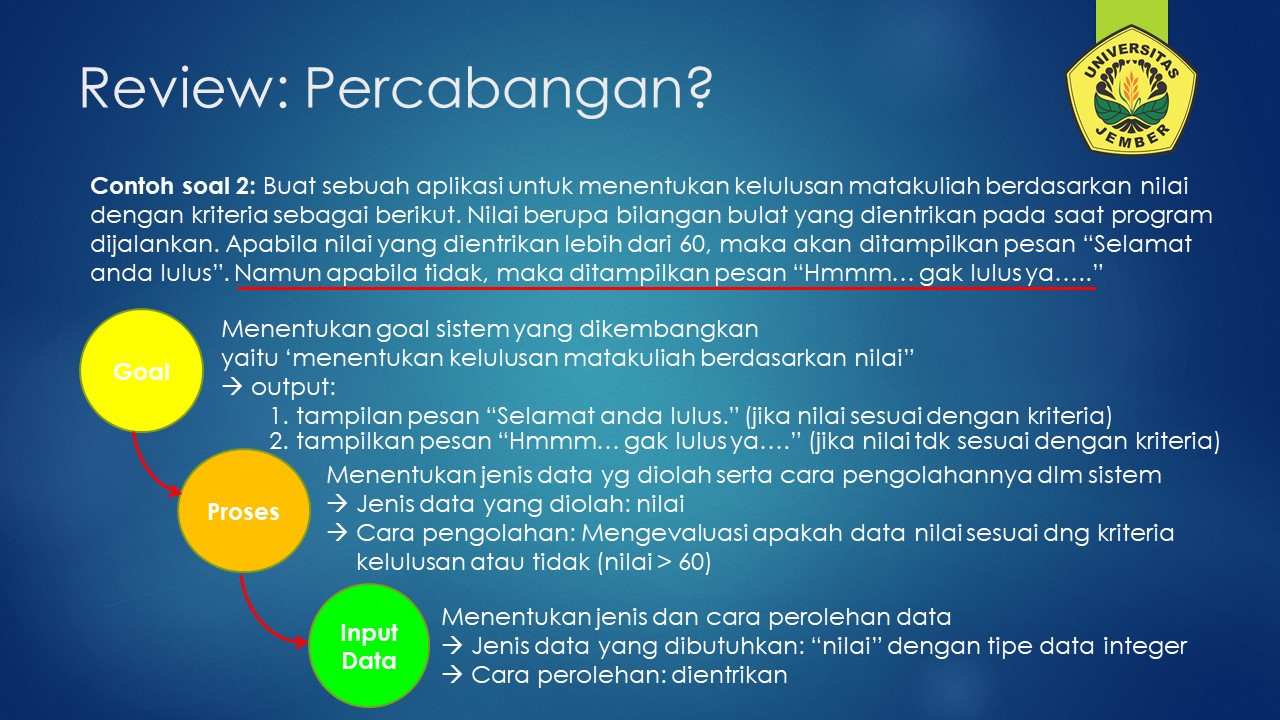 Review: Percabangan?
UNIVERSITAS
JEMBER
Contoh soal 2: Buat sebuah aplikasi untuk menentukan kelulusan matakuliah berdasarkan nilai
dengan kriteria sebagai berikut. Nilai berupa bilangan bulat yang dientrikan pada saat program
dijalankan. Apabila nilai yang dientrikan lebih dari 60, maka akan ditampilkan pesan “Selamat
anda lulus”. Namun apabila tidak, maka ditampilkan pesan “Hmmm… gak lulus ya…..”
Goal
Menentukan goal sistem yang dikembangkan
yaitu ‘menentukan kelulusan matakuliah berdasarkan nilai”
→ output:
1. tampilan pesan “Selamat anda lulus.” (jika nilai sesuai dengan kriteria)
2. tampilkan pesan “Hmmm… gak lulus ya….” (jika nilai tdk sesuai dengan kriteria)
Proses
Menentukan jenis data yg diolah serta cara pengolahannya dlm sistem
→ Jenis data yang diolah: nilai
→ Cara pengolahan: Mengevaluasi apakah data nilai sesuai dng kriteria
kelulusan atau tidak (nilai > 60)
Input
Data
Menentukan jenis dan cara perolehan data
→ Jenis data yang dibutuhkan: “nilai” dengan tipe data integer
→ Cara perolehan: dientrikan